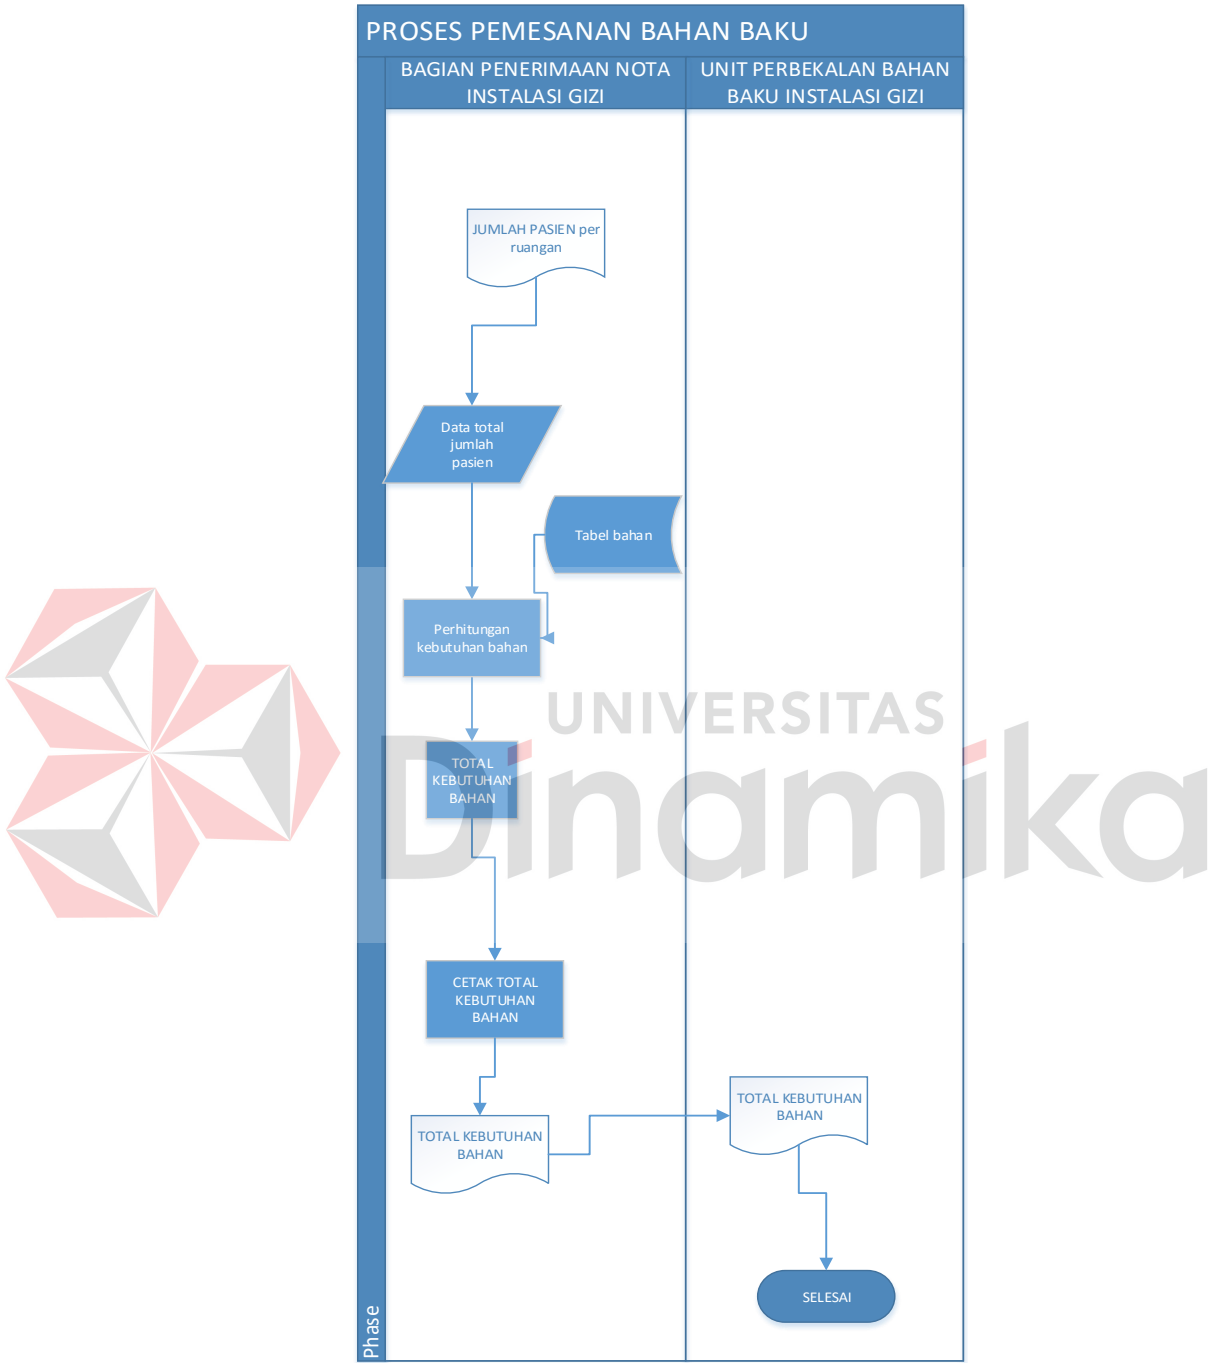 PROSES PEMESANAN BAHAN BAKU
BAGIAN PENERIMAAN NOTA
INSTALASI GIZI
UNIT PERBEKALAN BAHAN
BAKU INSTALASI GIZI
JUMLAH PASIEN per
ruangan
Data total
jumlah
pasien
Tabel bahan
Perhitungan
kebutuhan bahan
TOTAL
KEBUTUHAN
BAHAN
CETAK TOTAL
KEBUTUHAN
BAHAN
TOTAL KEBUTUHAN
BAHAN
TOTAL KEBUTUHAN
BAHAN
SELESAI
Phase
UNIVERSITAS
Dinamika